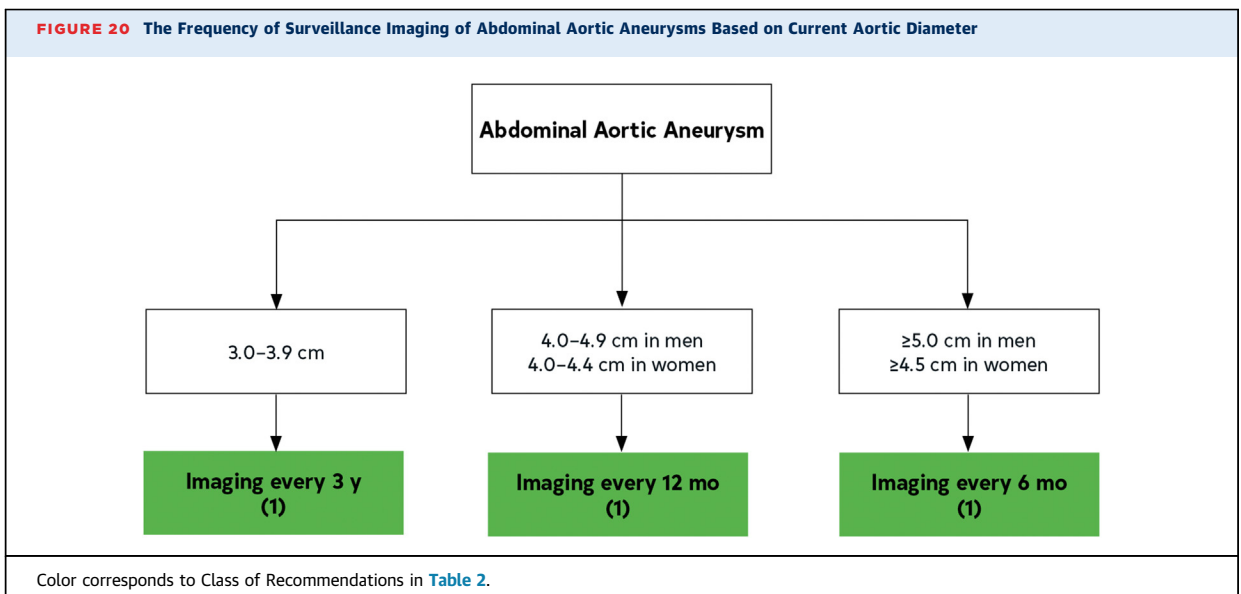 FIGURE 20 The Frequency of Surveillance Imaging of Abdominal Aortic Aneurysms Based on Current Aortic Diameter
Abdominal Aortic Aneurysm
3.0–3.9 cm
4.0–4.9 cm in men
4.0–4.4 cm in women
≥5.0 cm in men
≥4.5 cm in women
Imaging every 3 y
(1)
Imaging every 12 mo
(1)
Imaging every 6 mo
(1)
Color corresponds to Class of Recommendations in Table 2.